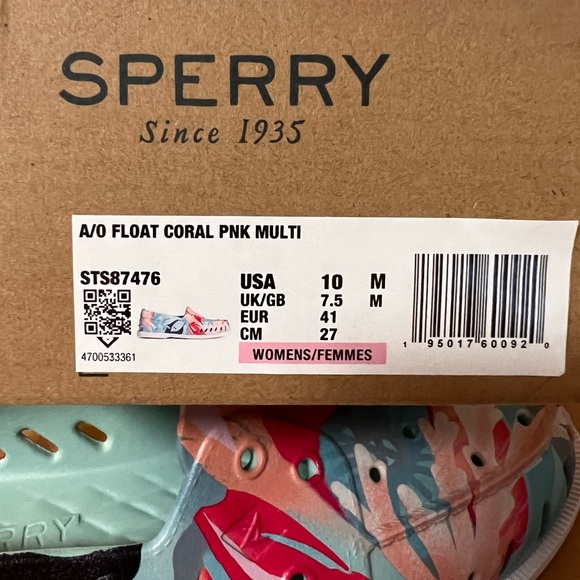 SPERRY
Since 1935
A/O FLOAT CORAL PNK MULTI
STS87476
USA 10 M
UK/GB 7.5 M
EUR 41
CM 27
WOMENS/FEMMES
4700533361
1 95017 60092 0
RRY